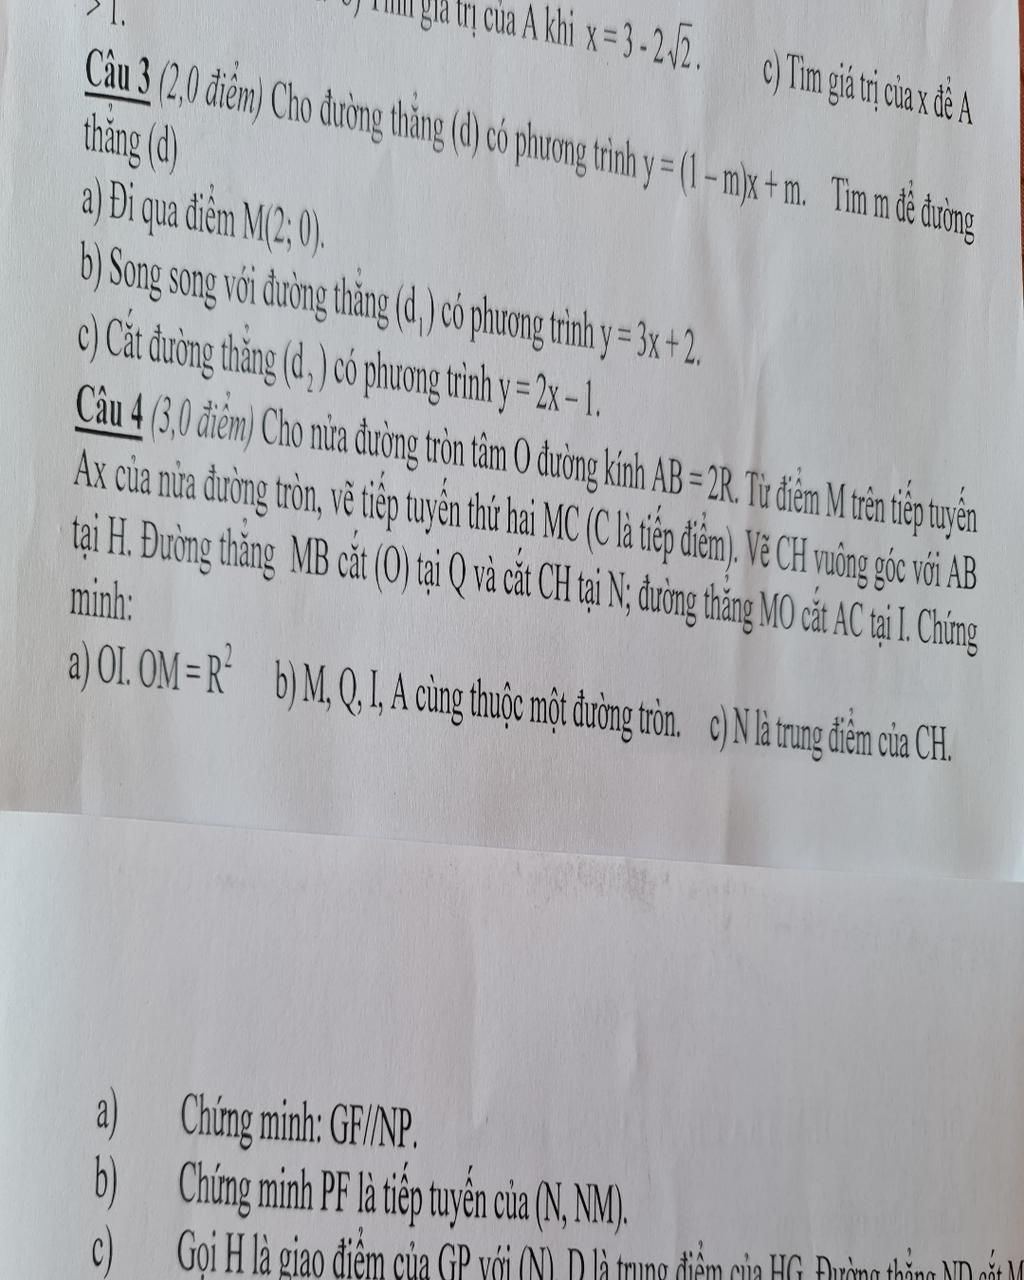 > 1.
giá trị của A khi x = 3 - 2√2. c) Tìm giá trị của x để A
Câu 3 (2,0 điểm) Cho đường thẳng (d) có phương trình y = (1 – m)x + m. Tìm m để đường
thẳng (d)
a) Đi qua điểm M(2; 0).
b) Song song với đường thẳng (d₁) có phương trình y = 3x + 2.
c) Cắt đường thẳng (d₂) có phương trình y = 2x – 1.
Câu 4 (3,0 điểm) Cho nửa đường tròn tâm O đường kính AB = 2R. Từ điểm M trên tiếp tuyến
Ax của nửa đường tròn, vẽ tiếp tuyến thứ hai MC (C là tiếp điểm). Vẽ CH vuông góc với AB
tại H. Đường thẳng MB cắt (O) tại Q và cắt CH tại N; đường thẳng MO cắt AC tại I. Chứng
minh:
a) OI. OM = R² b) M, Q, I, A cùng thuộc một đường tròn. c) N là trung điểm của CH.
a) Chứng minh: GF//NP.
b) Chứng minh PF là tiếp tuyến của (N, NM).
c) Gọi H là giao điểm của GP với (N). D là trung điểm của HG. Đường thẳng ND cắt